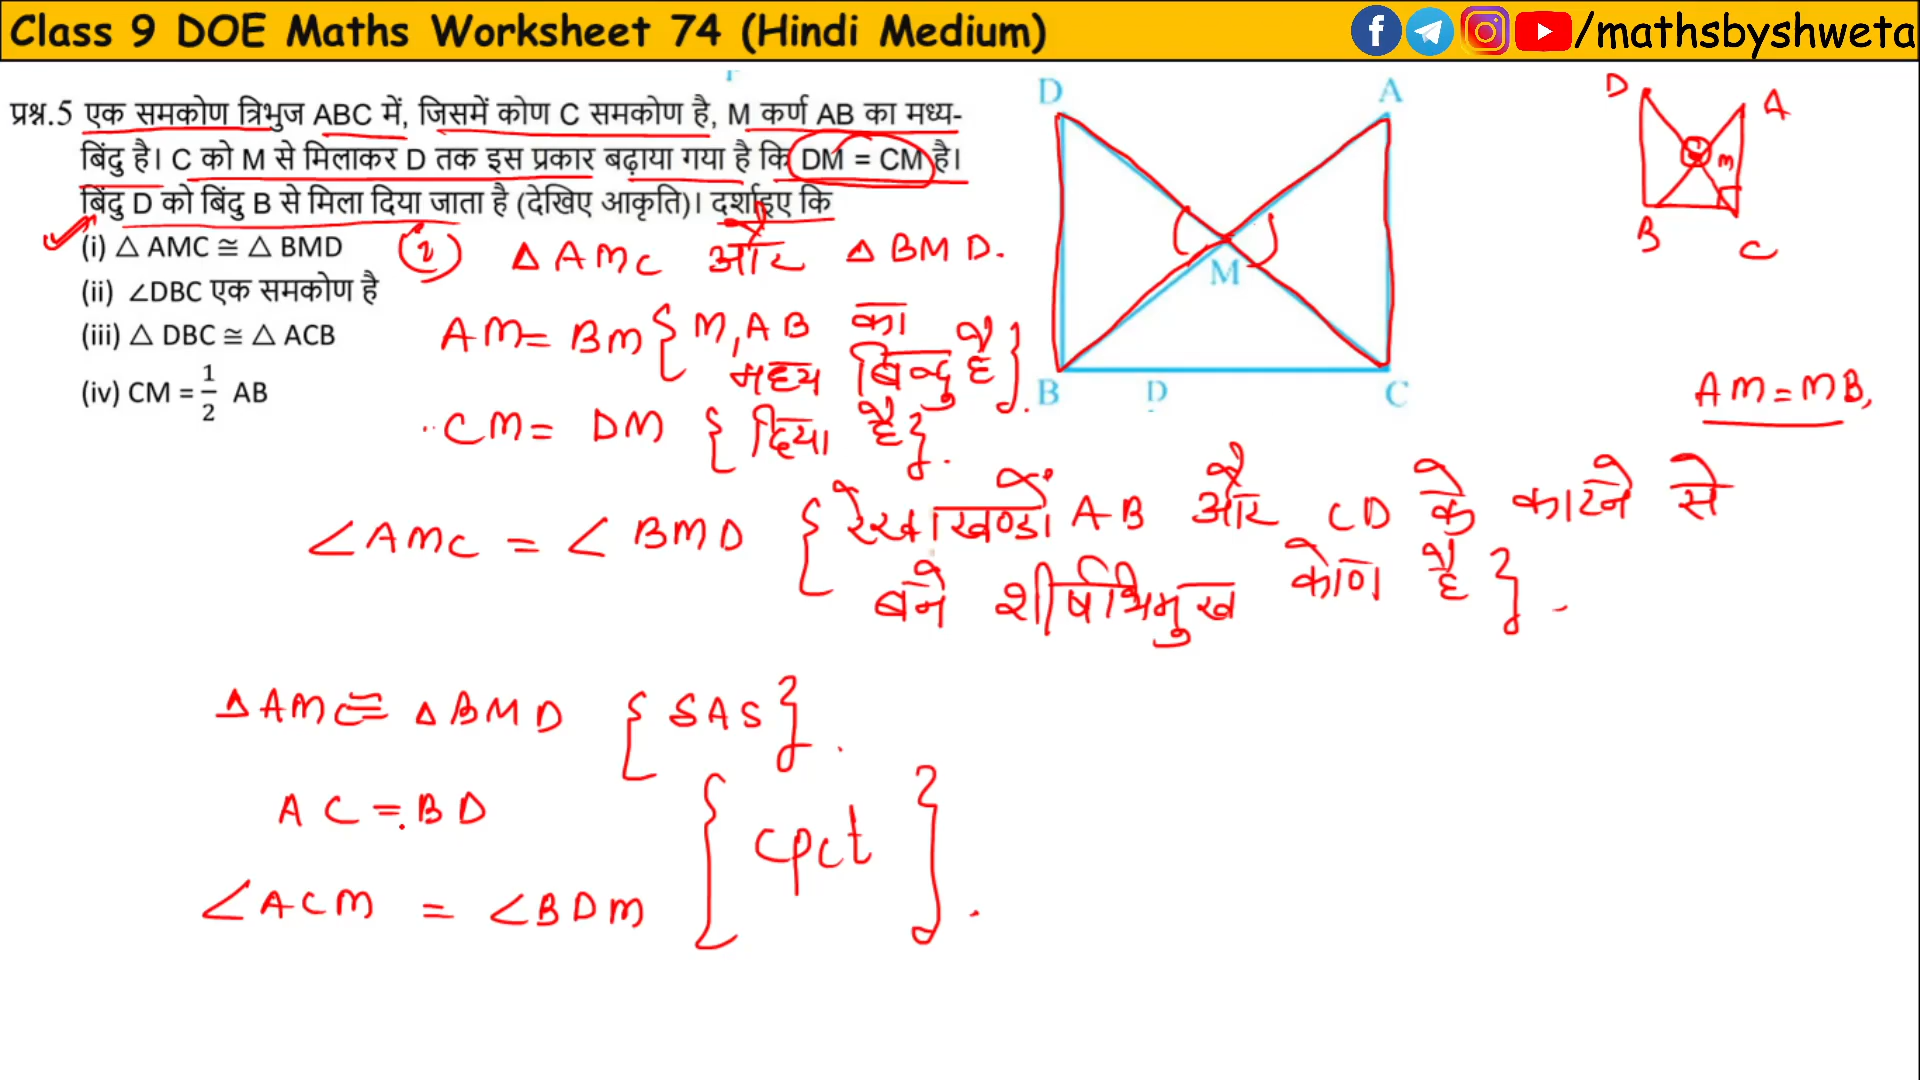 Class 9 DOE Maths Worksheet 74 (Hindi Medium)
/mathsbyshweta
प्रश्न.5 एक समकोण त्रिभुज ABC में, जिसमें कोण C समकोण है, M कर्ण AB का मध्य-
बिंदु है। C को M से मिलाकर D तक इस प्रकार बढ़ाया गया है कि DM = CM है।
बिंदु D को बिंदु B से मिला दिया जाता है (देखिए आकृति)। दर्शाइए कि
(i) △ AMC ≅ △ BMD
(ii) ∠DBC एक समकोण है
(iii) △ DBC ≅ △ ACB
(iv) CM = 1/2 AB
D A
M
B D C
D A
M
B C
AM = MB,
(i) △ AMC और △ BMD.
AM = BM {M, AB का
मध्य बिन्दु है}.
CM = DM {दिया है}.
∠AMC = ∠BMD {रेखाखण्डों AB और CD के काटने से
बने शीर्षाभिमुख कोण है}.
△AMC ≅ △BMD {SAS}.
AC = BD
{cpct}.
∠ACM = ∠BDM